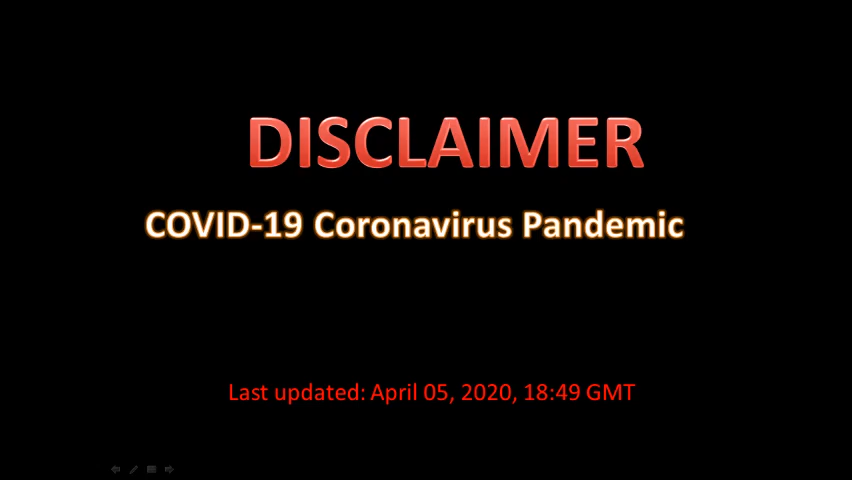 DISCLAIMER
COVID-19 Coronavirus Pandemic
Last updated: April 05, 2020, 18:49 GMT